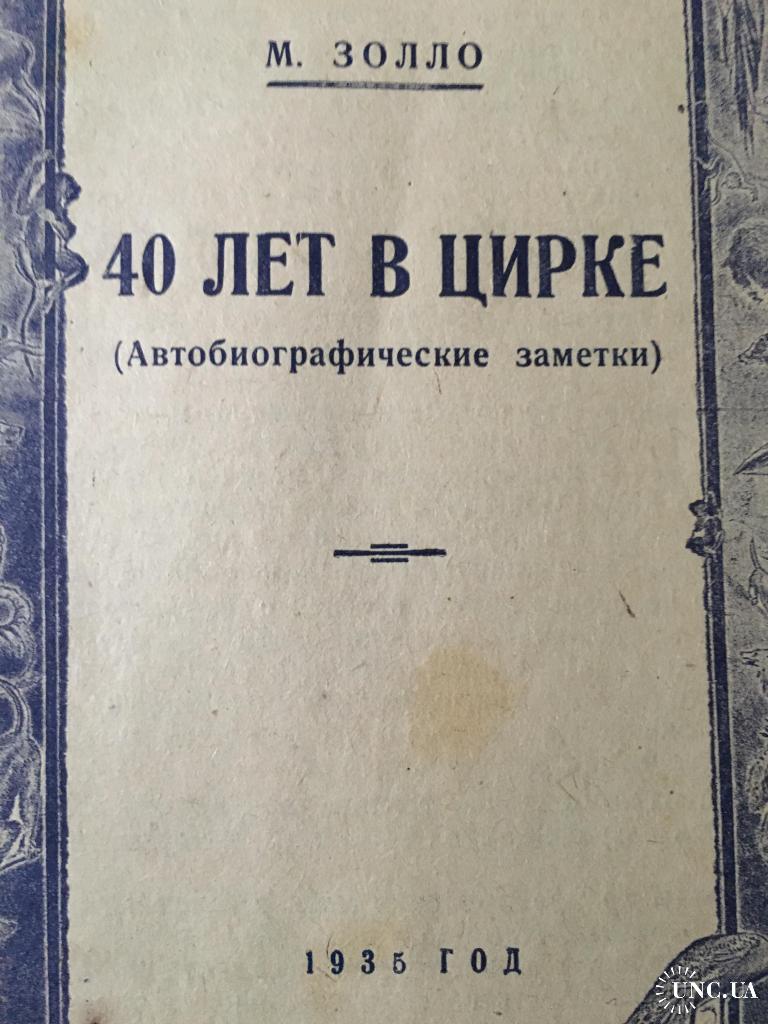 М. ЗОЛЛО
40 ЛЕТ В ЦИРКЕ
(Автобиографические заметки)
1935 ГОД
UNC.UA